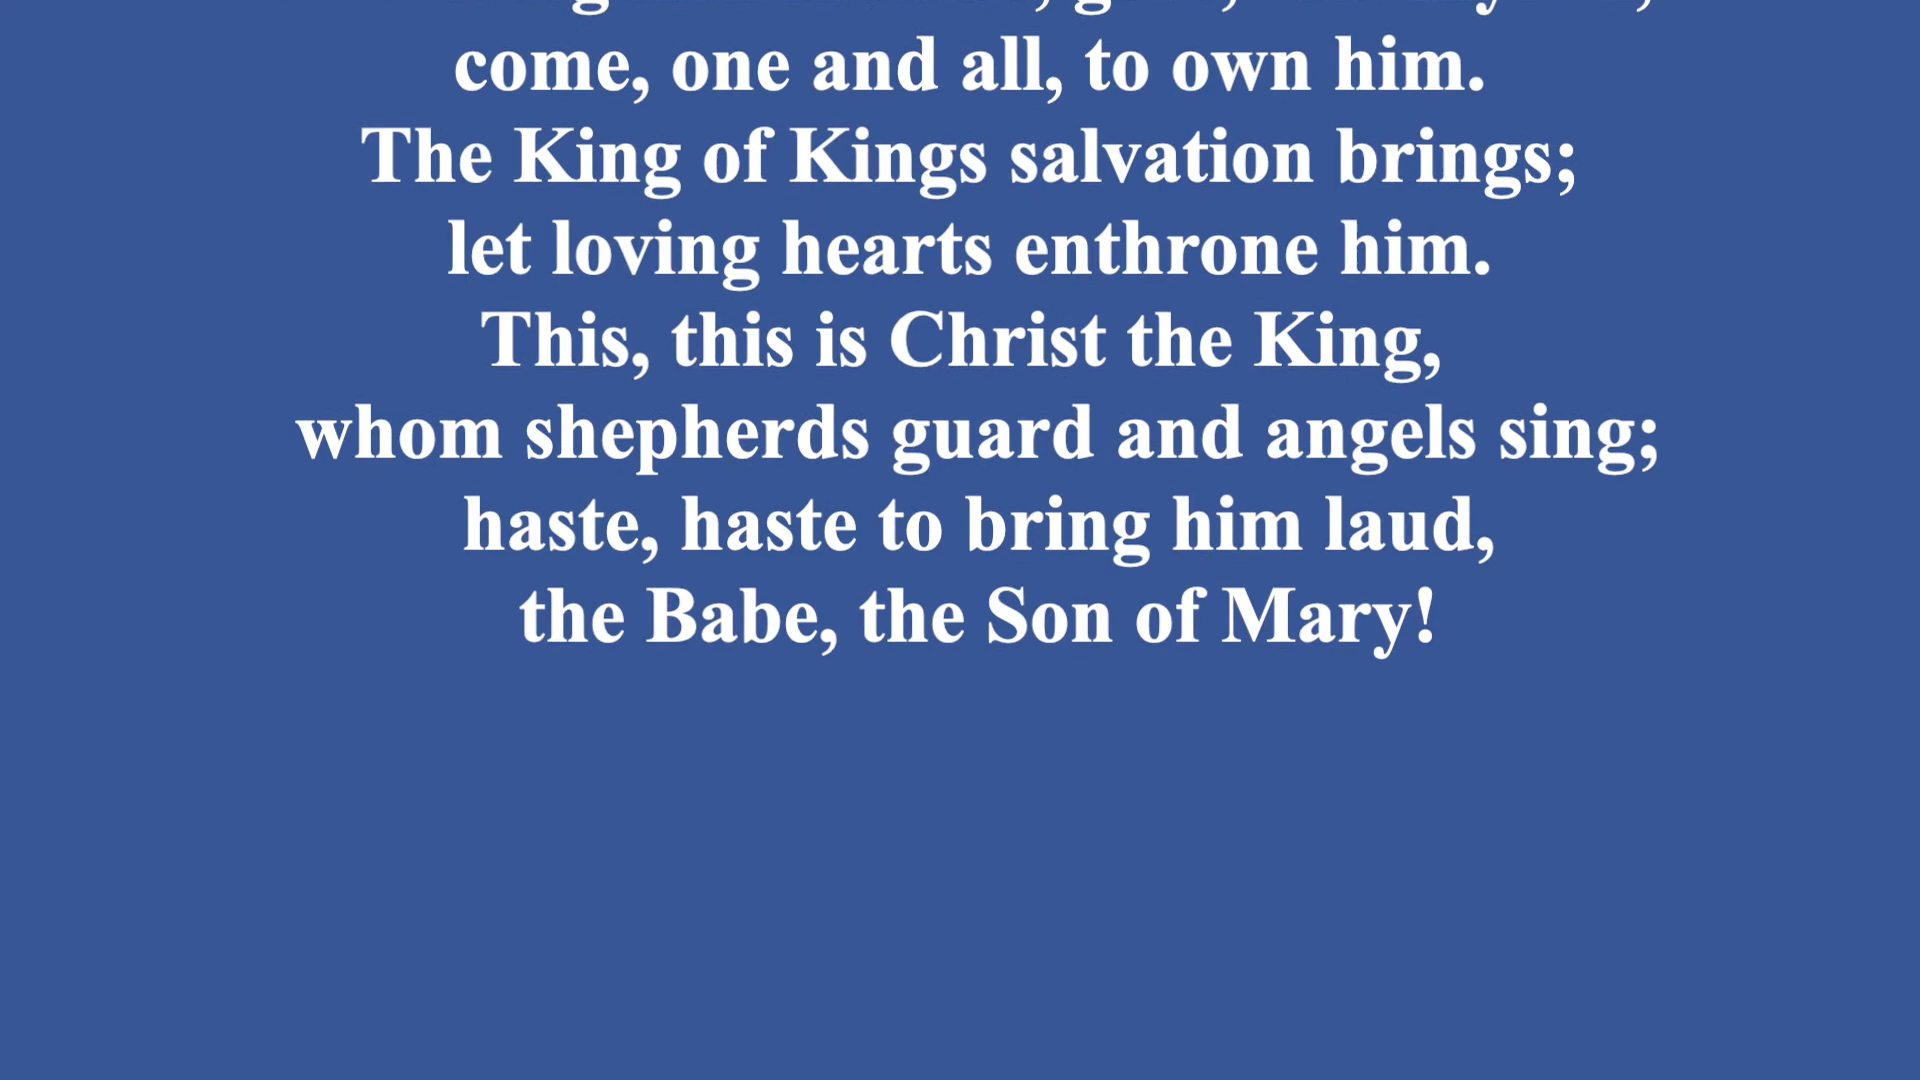 come, one and all, to own him.
The King of Kings salvation brings;
let loving hearts enthrone him.
This, this is Christ the King,
whom shepherds guard and angels sing;
haste, haste to bring him laud,
the Babe, the Son of Mary!